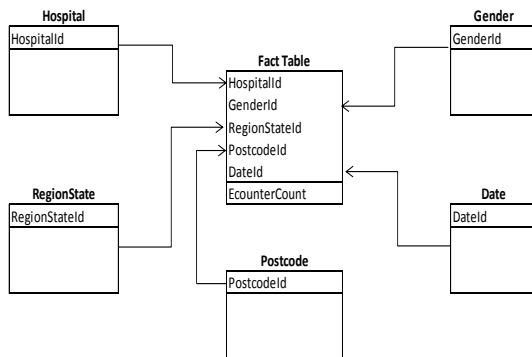 Hospital
HospitalId
Gender
GenderId
Fact Table
HospitalId
GenderId
RegionStateId
PostcodeId
DateId
EcounterCount
RegionState
RegionStateId
Date
DateId
Postcode
PostcodeId